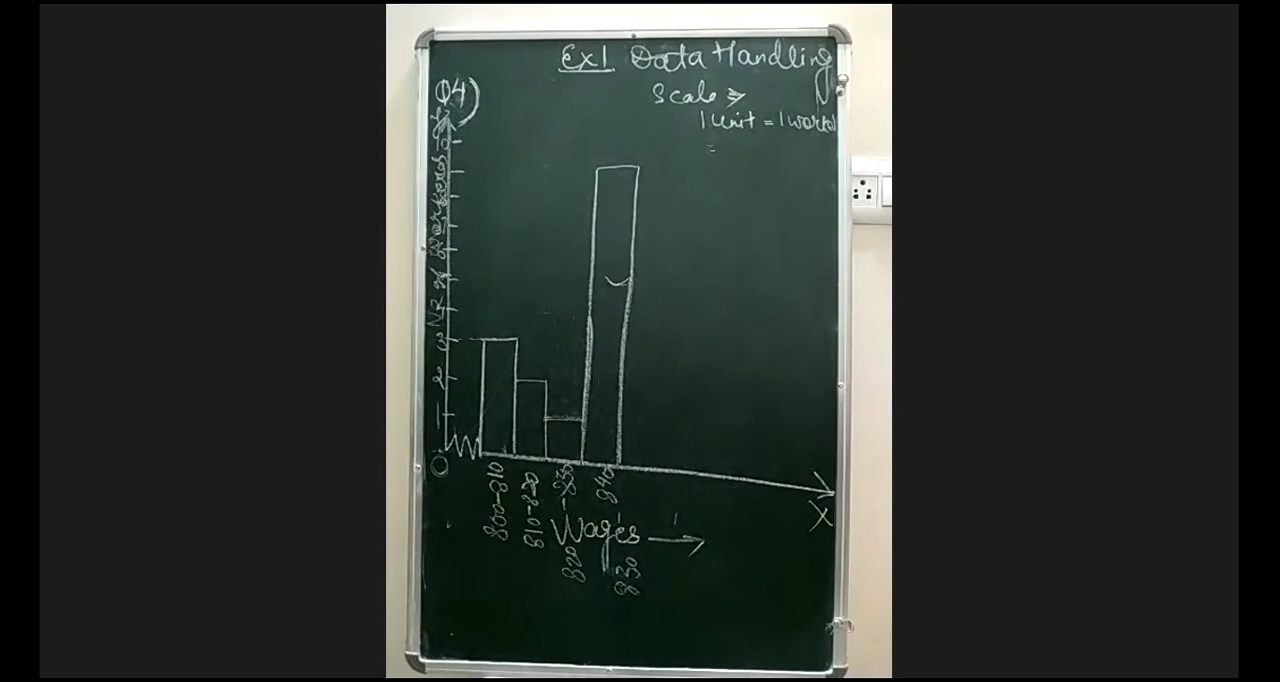 Ex1 Data Handling
Q4)
Scale ⇒
1 Unit = 1 worker
=
No. of Workers →
3
2
1
0
800-810
810-820
820-830
830 840
Wages →
X